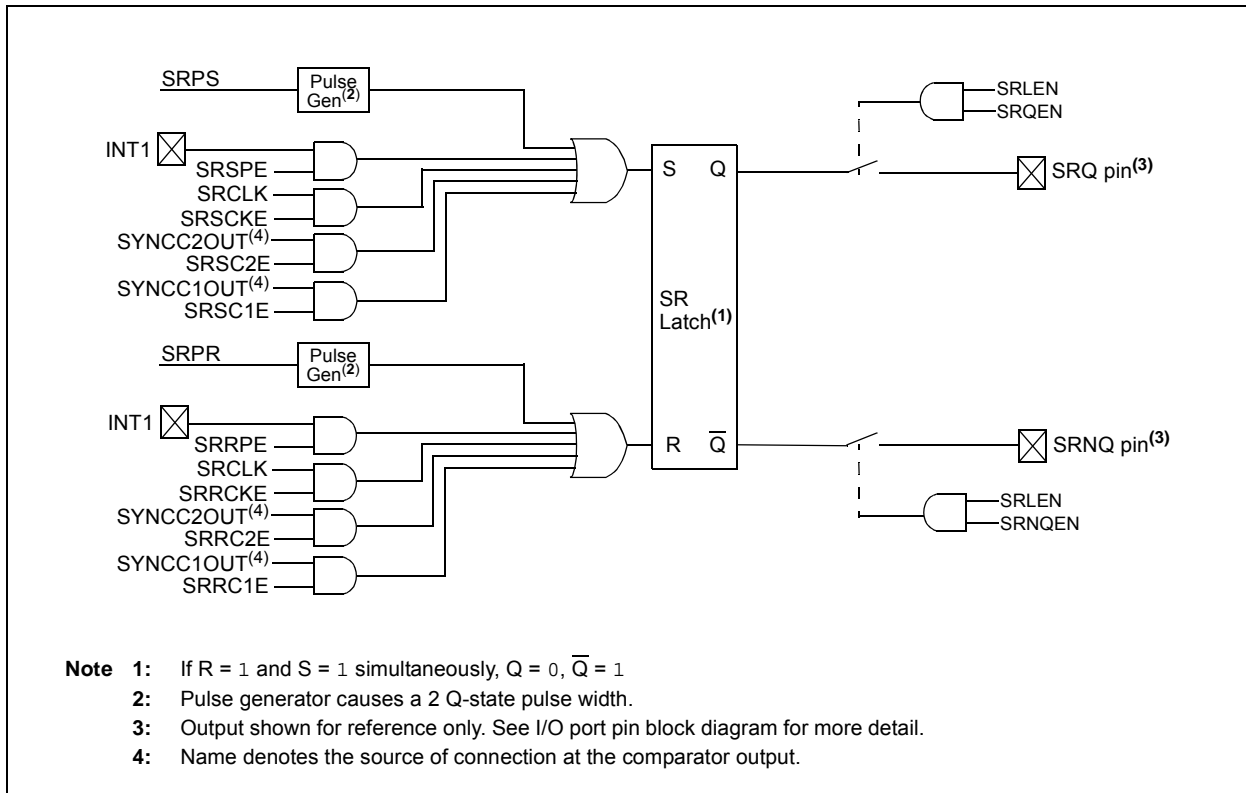 SRPS
Pulse
Gen(2)
SRLEN
SRQEN
INT1
SRSPE
SRCLK
SRSCKE
SYNCC2OUT(4)
SRSC2E
SYNCC1OUT(4)
SRSC1E
S Q
SRQ pin(3)
SR
Latch(1)
SRPR
Pulse
Gen(2)
INT1
SRRPE
SRCLK
SRRCKE
SYNCC2OUT(4)
SRRC2E
SYNCC1OUT(4)
SRRC1E
R Q̅
SRNQ pin(3)
SRLEN
SRNQEN
Note 1: If R = 1 and S = 1 simultaneously, Q = 0, Q̅ = 1
2: Pulse generator causes a 2 Q-state pulse width.
3: Output shown for reference only. See I/O port pin block diagram for more detail.
4: Name denotes the source of connection at the comparator output.